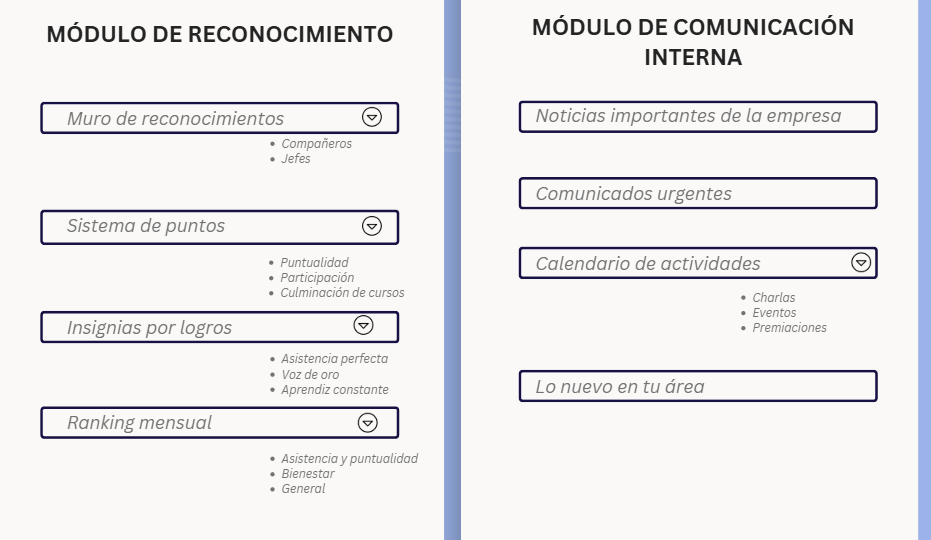 MÓDULO DE RECONOCIMIENTO
Muro de reconocimientos
Compañeros
Jefes
Sistema de puntos
Puntualidad
Participación
Culminación de cursos
Insignias por logros
Asistencia perfecta
Voz de oro
Aprendiz constante
Ranking mensual
Asistencia y puntualidad
Bienestar
General
MÓDULO DE COMUNICACIÓN
INTERNA
Noticias importantes de la empresa
Comunicados urgentes
Calendario de actividades
Charlas
Eventos
Premiaciones
Lo nuevo en tu área